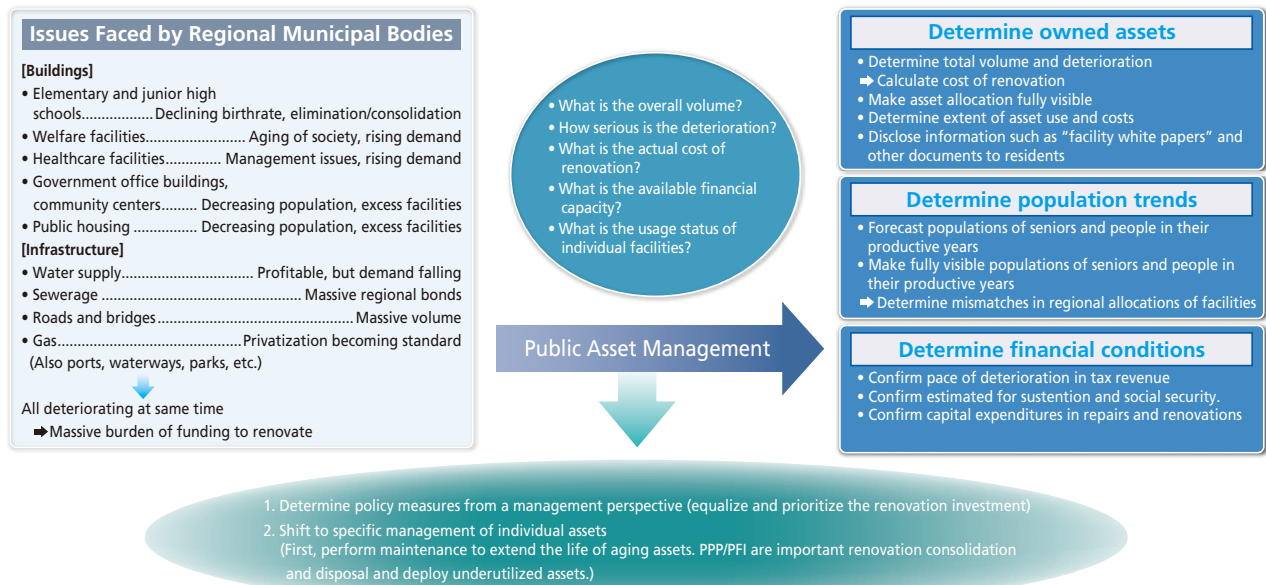 Issues Faced by Regional Municipal Bodies
[Buildings]
• Elementary and junior high
schools.................Declining birthrate, elimination/consolidation
• Welfare facilities......................... Aging of society, rising demand
• Healthcare facilities.............. Management issues, rising demand
• Government office buildings,
community centers......... Decreasing population, excess facilities
• Public housing ................ Decreasing population, excess facilities
[Infrastructure]
• Water supply................................. Profitable, but demand falling
• Sewerage .................................................. Massive regional bonds
• Roads and bridges................................................. Massive volume
• Gas..............................................Privatization becoming standard
(Also ports, waterways, parks, etc.)
All deteriorating at same time
➡Massive burden of funding to renovate
• What is the overall volume?
• How serious is the deterioration?
• What is the actual cost of
renovation?
• What is the available financial
capacity?
• What is the usage status of
individual facilities?
Public Asset Management
Determine owned assets
• Determine total volume and deterioration
➡ Calculate cost of renovation
• Make asset allocation fully visible
• Determine extent of asset use and costs
• Disclose information such as “facility white papers” and
other documents to residents
Determine population trends
• Forecast populations of seniors and people in their
productive years
• Make fully visible populations of seniors and people in
their productive years
➡ Determine mismatches in regional allocations of facilities
Determine financial conditions
• Confirm pace of deterioration in tax revenue
• Confirm estimated for sustention and social security.
• Confirm capital expenditures in repairs and renovations
1. Determine policy measures from a management perspective (equalize and prioritize the renovation investment)
2. Shift to specific management of individual assets
(First, perform maintenance to extend the life of aging assets. PPP/PFI are important renovation consolidation
and disposal and deploy underutilized assets.)